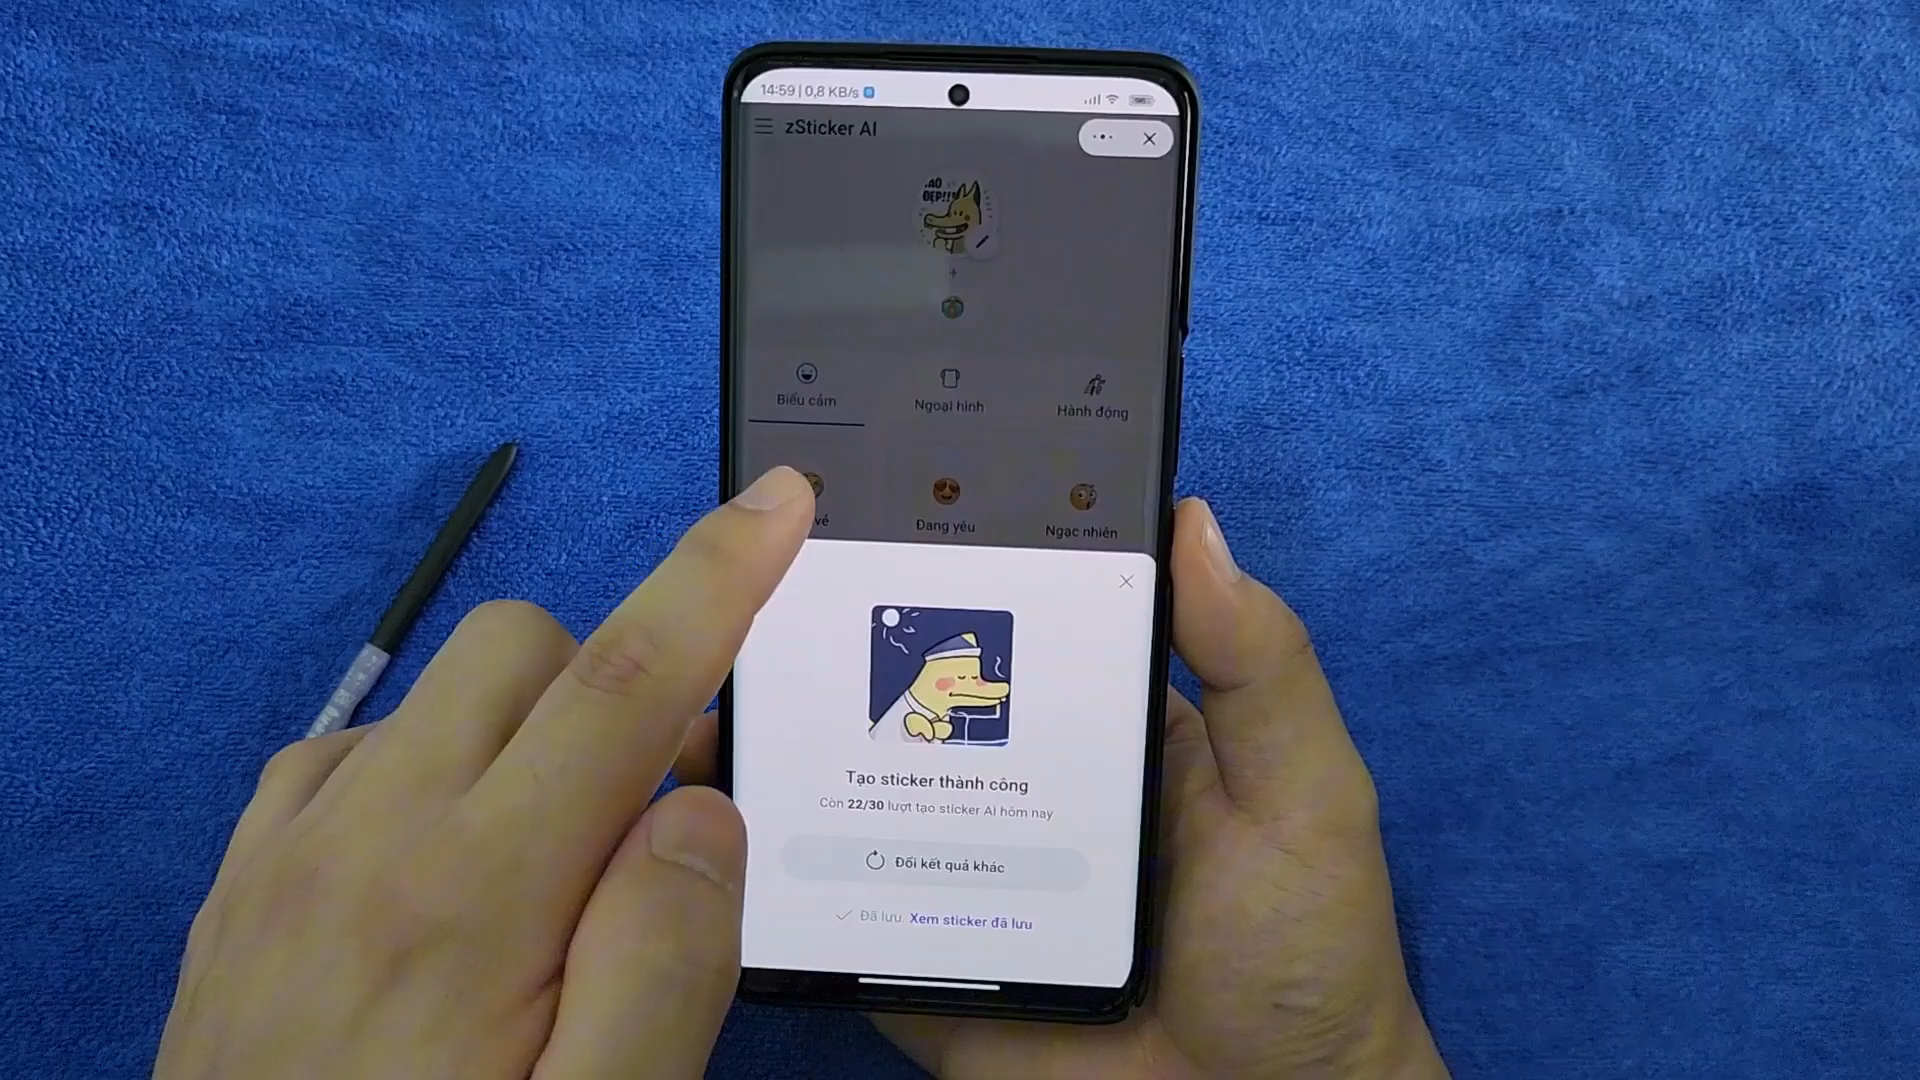 14:59 | 0,8 KB/s
zSticker AI
ĐẸP!!!
Biểu cảm
Ngoại hình
Hành động
vẻ
Đang yêu
Ngạc nhiên
Tạo sticker thành công
Còn 22/30 lượt tạo sticker AI hôm nay
Đổi kết quả khác
Đã lưu. Xem sticker đã lưu